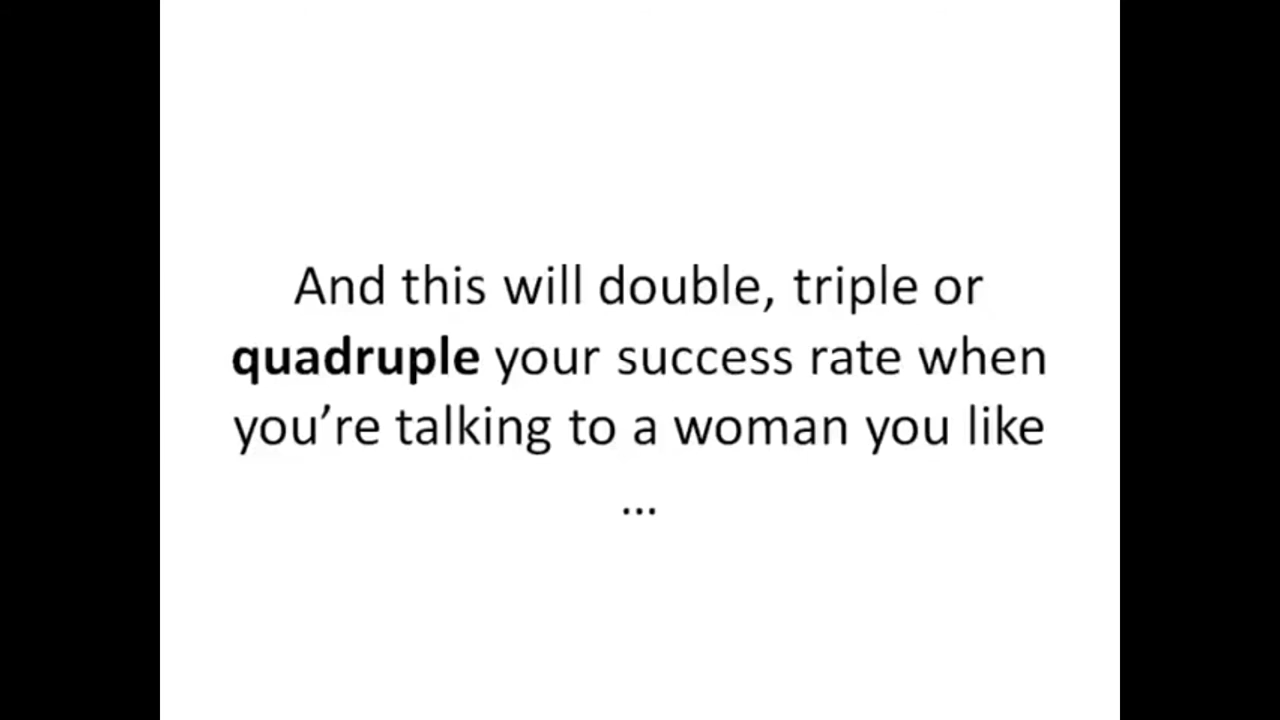 And this will double, triple or
quadruple your success rate when
you’re talking to a woman you like
...